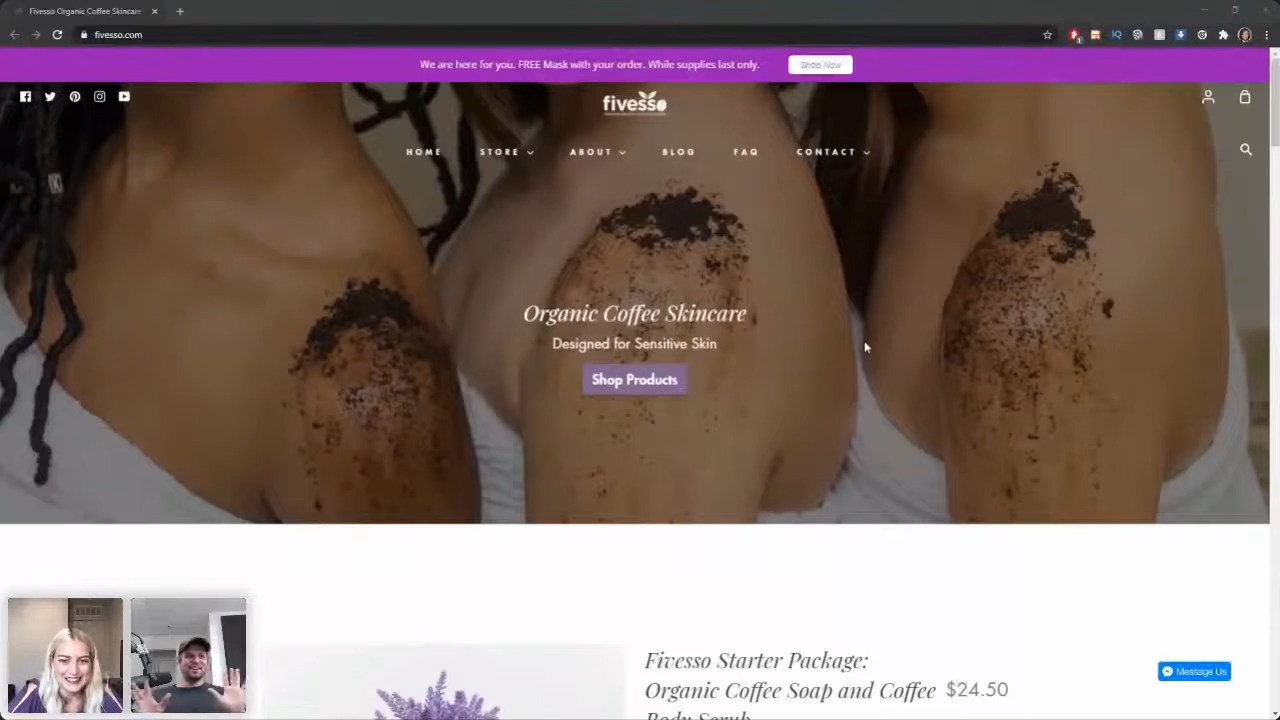 Fivesso Organic Coffee Skincare
fivesso.com
We are here for you. FREE Mask with your order. While supplies last only.
Shop Now
fivesso
HOME
STORE
ABOUT
BLOG
FAQ
CONTACT
Organic Coffee Skincare
Designed for Sensitive Skin
Shop Products
Fivesso Starter Package:
Organic Coffee Soap and Coffee
Body Scrub
$24.50
Message Us